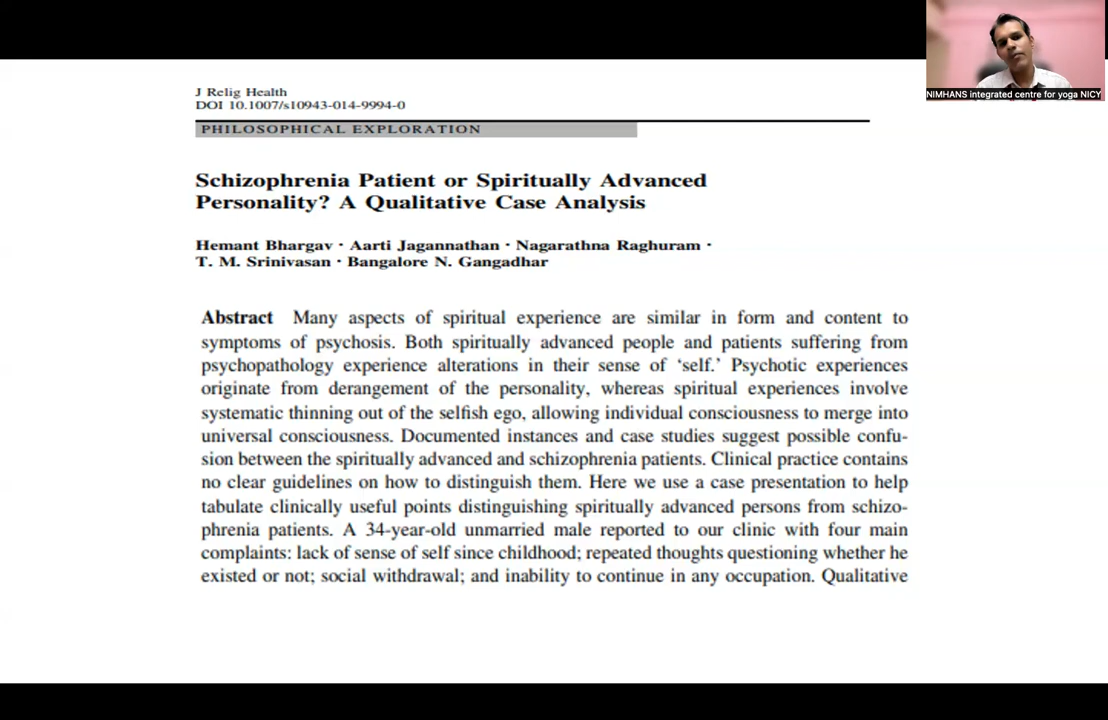 J Relig Health
DOI 10.1007/s10943-014-9994-0
PHILOSOPHICAL EXPLORATION
Schizophrenia Patient or Spiritually Advanced
Personality? A Qualitative Case Analysis
Hemant Bhargav · Aarti Jagannathan · Nagarathna Raghuram ·
T. M. Srinivasan · Bangalore N. Gangadhar
Abstract Many aspects of spiritual experience are similar in form and content to
symptoms of psychosis. Both spiritually advanced people and patients suffering from
psychopathology experience alterations in their sense of ‘self.’ Psychotic experiences
originate from derangement of the personality, whereas spiritual experiences involve
systematic thinning out of the selfish ego, allowing individual consciousness to merge into
universal consciousness. Documented instances and case studies suggest possible confu-
sion between the spiritually advanced and schizophrenia patients. Clinical practice contains
no clear guidelines on how to distinguish them. Here we use a case presentation to help
tabulate clinically useful points distinguishing spiritually advanced persons from schizo-
phrenia patients. A 34-year-old unmarried male reported to our clinic with four main
complaints: lack of sense of self since childhood; repeated thoughts questioning whether he
existed or not; social withdrawal; and inability to continue in any occupation. Qualitative
NIMHANS integrated centre for yoga NICY